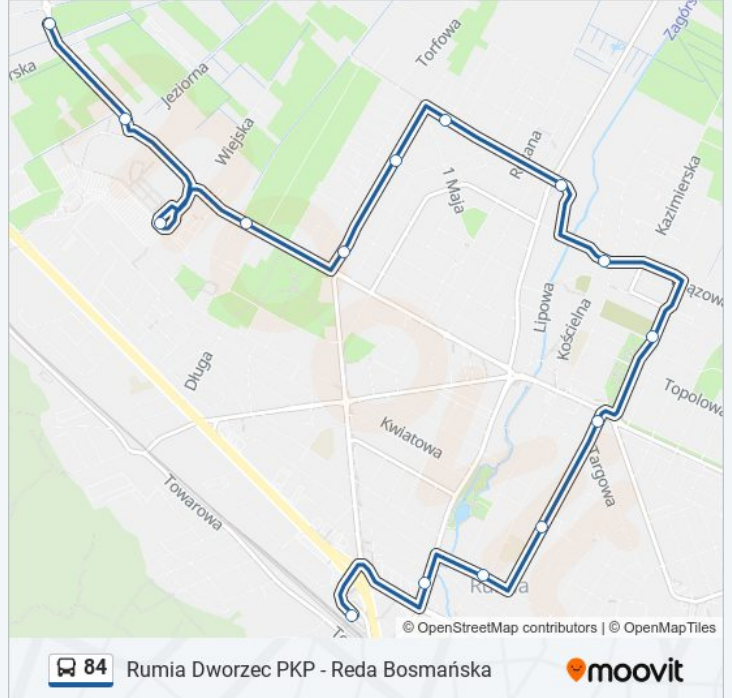 Torfowa
Zagórs
rska
Jeziorna
Wiejska
1 Maja
Kazimierska
ązowa
Lipowa
Kościelna
Długa
Topolowa
Kwiatowa
Targowa
Towarowa
© OpenStreetMap contributors | © OpenMapTiles
84 Rumia Dworzec PKP - Reda Bosmańska
moovit